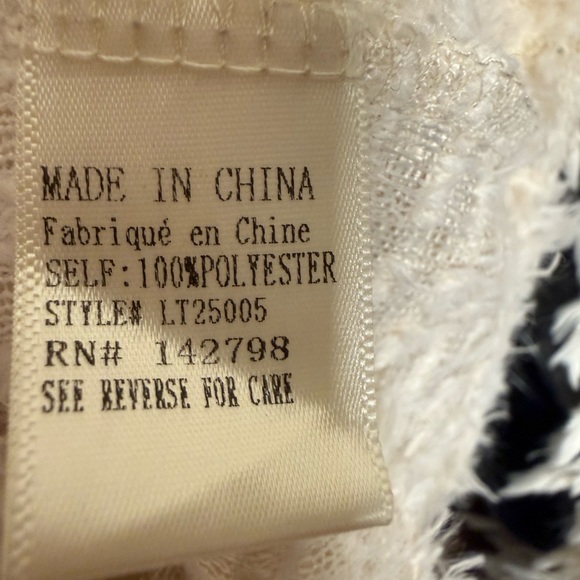 MADE IN CHINA
Fabriqué en Chine
SELF:100%POLYESTER
STYLE# LT25005
RN# 142798
SEE REVERSE FOR CARE